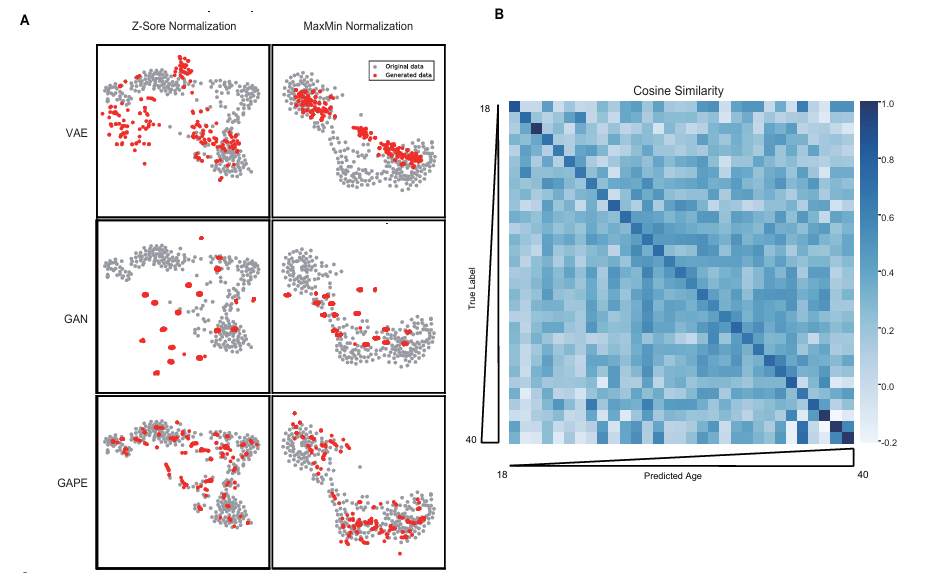 A
Z-Sore Normalization
MaxMin Normalization
Original data
Generated data
VAE
GAN
GAPE
B
Cosine Similarity
18
True Label
40
1.0
0.8
0.6
0.4
0.2
0.0
-0.2
18
Predicted Age
40